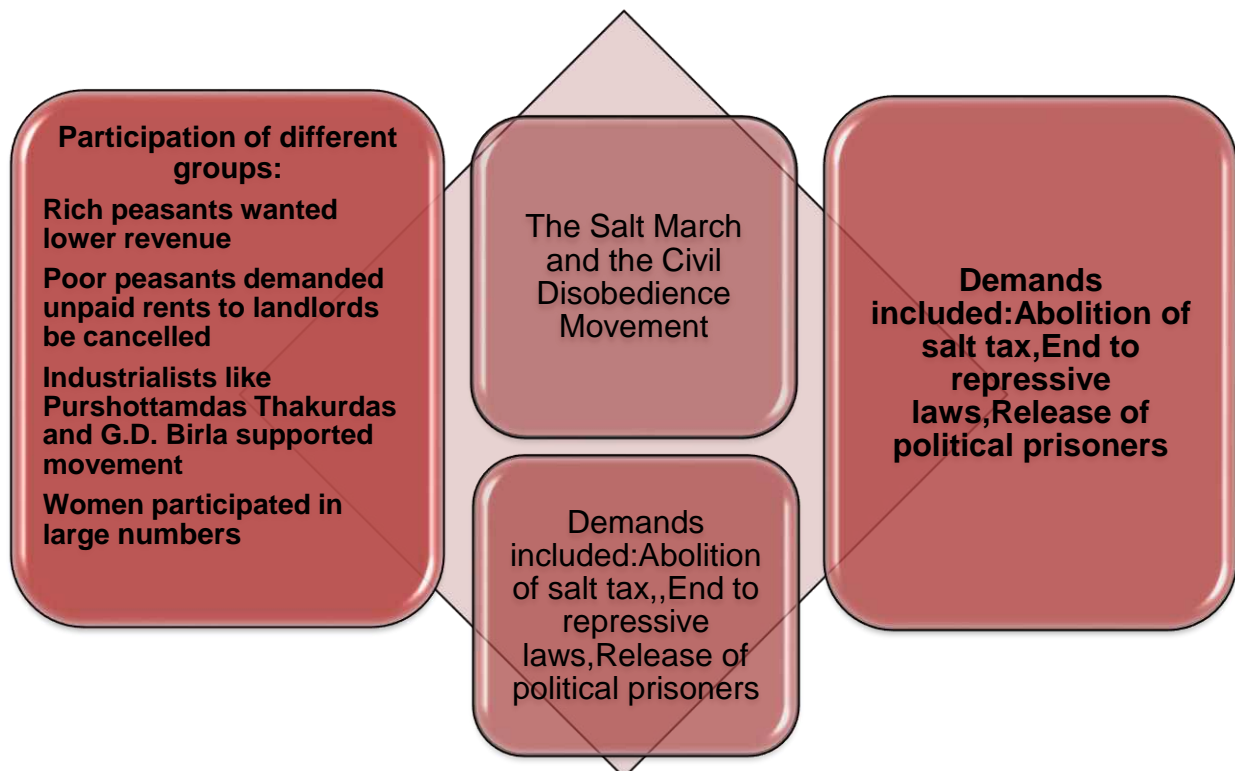 Participation of different
groups:
Rich peasants wanted
lower revenue
Poor peasants demanded
unpaid rents to landlords
be cancelled
Industrialists like
Purshottamdas Thakurdas
and G.D. Birla supported
movement
Women participated in
large numbers
The Salt March
and the Civil
Disobedience
Movement
Demands
included:Abolition
of salt tax,,End to
repressive
laws,Release of
political prisoners
Demands
included:Abolition of
salt tax,End to
repressive
laws,Release of
political prisoners